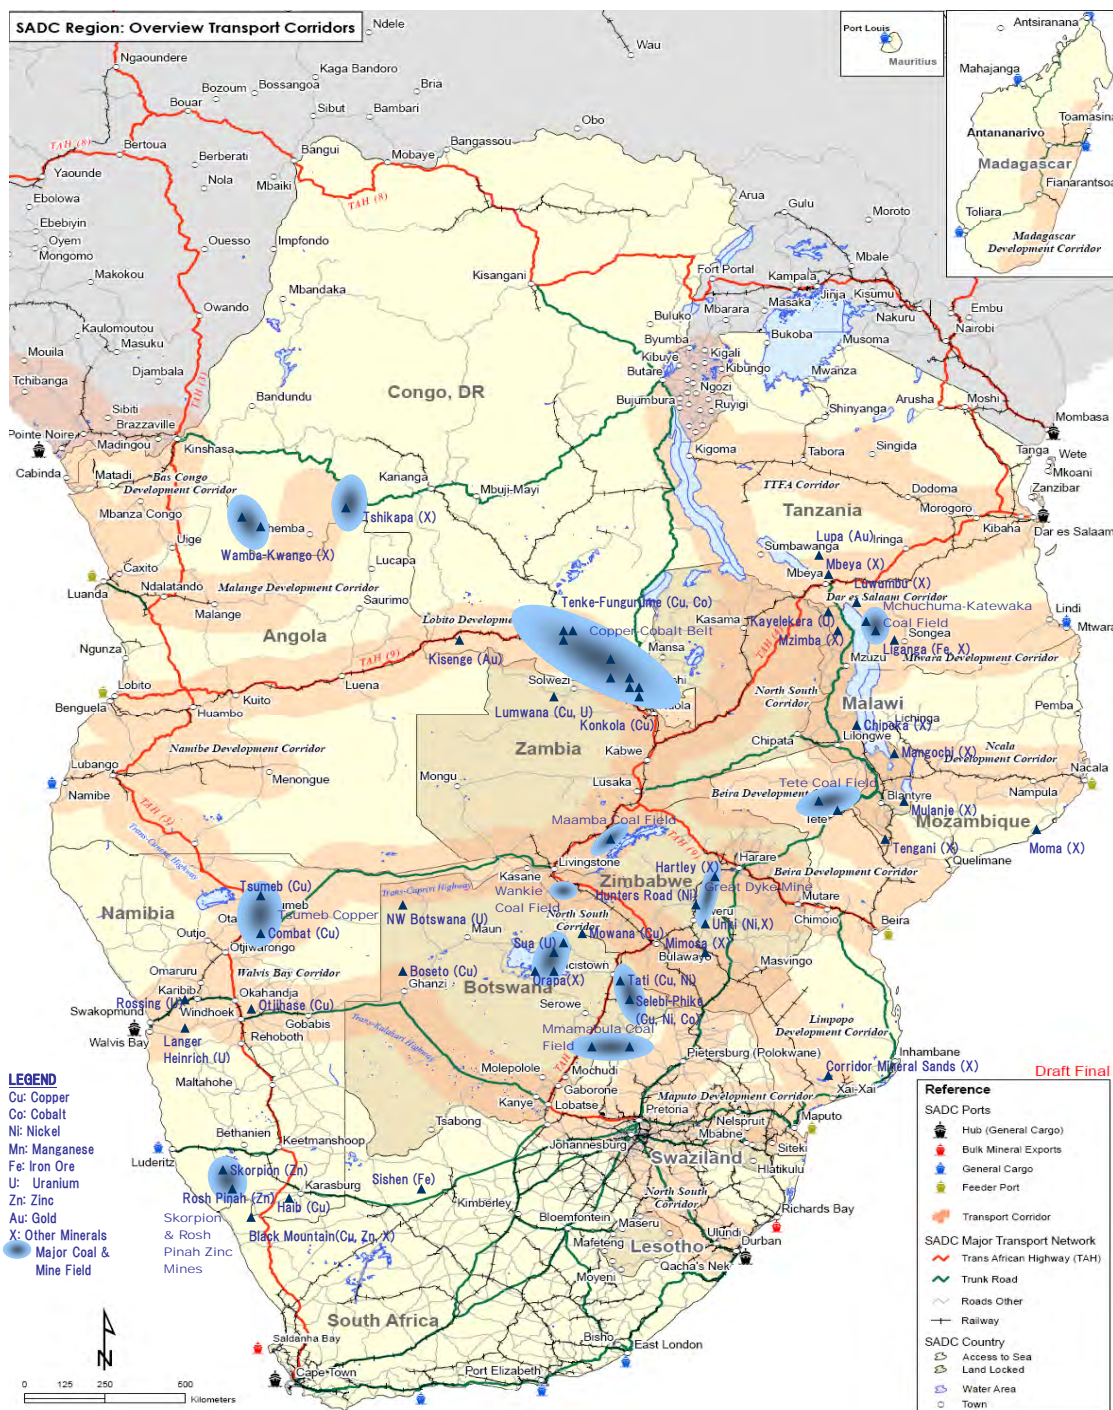 SADC Region: Overview Transport Corridors
Ndele
Wau
Ngaoundere
Kaga Bandoro
Bria
Bozoum
Bossangoa
Bouar
Sibut
Bambari
Obo
Bangassou
Bertoua
Bangui
Mobaye
TAH (8)
Yaounde
Berberati
Nola
Mbaiki
TAH (8)
Ebolowa
Ebebiyin
Oyem
Mongomo
Ouesso
Impfondo
Makokou
Mbandaka
Kisangani
Owando
Kaulomoutou
Masuku
Mouila
Tchibanga
Djambala
TAH (3)
Bandundu
Congo, DR
Sibiti
Brazzaville
Pointe Noire
Madingou
Kinshasa
Cabinda
Matadi
Bas Congo
Development Corridor
Kananga
Mbuji-Mayi
Mbanza Congo
Tshikapa (X)
Uige
Wamba-Kwango (X)
Lucapa
Caxito
Ndalatando
Malange Development Corridor
Luanda
Malange
Saurimo
Angola
Ngunza
Lobito
Benguela
Kuito
Huambo
TAH (9)
Luena
Kisenge (Au)
Tenke-Fungurume (Cu, Co)
Copper-Cobalt Belt
Mansa
Solwezi
Lumwana (Cu, U)
Konkola (Cu)
Zambia
Kabwe
Lusaka
Mongu
Namibe Development Corridor
Lubango
Menongue
Namibe
TAH (3)
Arua
Gulu
Moroto
Mbale
Fort Portal
Kampala
Jinja
Kisumu
Masaka
Mbarara
Nakuru
Embu
Nairobi
Buluko
Byumba
Bukoba
Musoma
Kibuye
Kigali
Kibungo
Butare
Mwanza
Ngozi
Bujumbura
Ruyigi
Shinyanga
Arusha
Moshi
Mombasa
Kigoma
Tabora
Singida
Tanga
Wete
Mkoani
Zanzibar
TTFA Corridor
Dodoma
Tanzania
Morogoro
Kibaha
Dar es Salaam
Lupa (Au)
Iringa
Sumbawanga
Mbeya (X)
Mbeya
Luwumbu (X)
Dar es Salaam Corridor
Mchuchuma-Katewaka
Coal Field
Kasama
Kayelekera (U)
Mzimba (X)
TAH (4)
Songea
Liganga (Fe, X)
Lindi
Mtwara
Mzuzu
Mtwara Development Corridor
North South
Corridor
Malawi
Chipoka (X)
Lichinga
Pemba
Chipata
Lilongwe
Mangochi (X)
Ncala
Development Corridor
Nacala
Nampula
Tete Coal Field
Blantyre
Mulanje (X)
Tete
Mozambique
Tengani (X)
Moma (X)
Quelimane
Maamba Coal Field
TAH (9)
Livingstone
Kasane
Hartley (X)
Harare
Beira Development Corridor
Zimbabwe
Great Dyke Mine
Wankie
Coal Field
Hunters Road (Ni)
Mutare
Chimoio
Beira
North South
Corridor
Mowana (Cu)
Mimosa (X)
Unki (Ni,X)
Bulawayo
Masvingo
Trans-Caprivi Highway
NW Botswana (U)
Maun
Sua (U)
Orapa(X)
Botswana
Tati (Cu, Ni)
Selebi-Phike
(Cu, Ni, Co)
Serowe
Boseto (Cu)
Ghanzi
Tsumeb (Cu)
Tsumeb Copper
Namibia
Combat (Cu)
Outjo
Otjiwarongo
Omaruru
Walvis Bay Corridor
Karibib
Rossing (U)
Okahandja
Otjihase (Cu)
Swakopmund
Windhoek
Gobabis
Walvis Bay
Rehoboth
Langer
Heinrich (U)
Trans-Kalahari Highway
Mmamabula Coal
Field
TAH
Limpopo
Development Corridor
Inhambane
Pietersburg (Polokwane)
Corridor Mineral Sands (X)
Xai-Xai
Maltahohe
Molepolole
Mochudi
Gaborone
Kanye
Lobatse
Maputo Development Corridor
Pretoria
Nelspruit
Maputo
Tsabong
Mbabne
Johannesburg
Siteki
Swaziland
Hlatikulu
Bethanien
Keetmanshoop
Luderitz
Skorpion (Zn)
Rosh Pinah (Zn)
Karasburg
Haib (Cu)
Sishen (Fe)
Black Mountain(Cu, Zn, X)
Skorpion
& Rosh
Pinah Zinc
Mines
Kimberley
North South
Corridor
Richards Bay
Ulundi
Bloemfontein
Maseru
Durban
Mafeteng
Lesotho
Qacha's Nek
Moyeni
South Africa
Bisho
East London
Saldanha Bay
Cape Town
Port Elizabeth
Port Louis
Mauritius
Antsiranana
Mahajanga
Toamasina
Antananarivo
Madagascar
Fianarantsoa
Toliara
Madagascar
Development Corridor
LEGEND
Cu: Copper
Co: Cobalt
Ni: Nickel
Mn: Manganese
Fe: Iron Ore
U: Uranium
Zn: Zinc
Au: Gold
X: Other Minerals
Major Coal &
Mine Field
N
0 125 250 500
Kilometers
Draft Final
Reference
SADC Ports
Hub (General Cargo)
Bulk Mineral Exports
General Cargo
Feeder Port
Transport Corridor
SADC Major Transport Network
Trans African Highway (TAH)
Trunk Road
Roads Other
Railway
SADC Country
Access to Sea
Land Locked
Water Area
Town